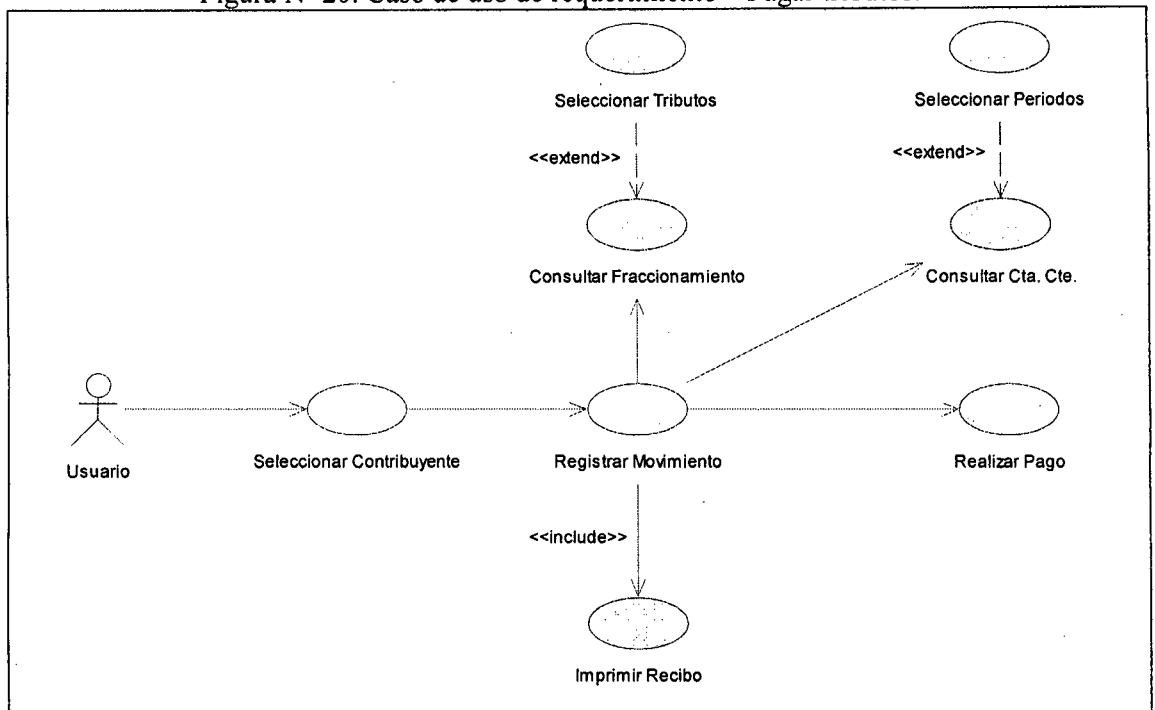 Seleccionar Tributos
Seleccionar Periodos
<<extend>>
<<extend>>
Consultar Fraccionamiento
Consultar Cta. Cte.
Usuario
Seleccionar Contribuyente
Registrar Movimiento
Realizar Pago
<<include>>
Imprimir Recibo